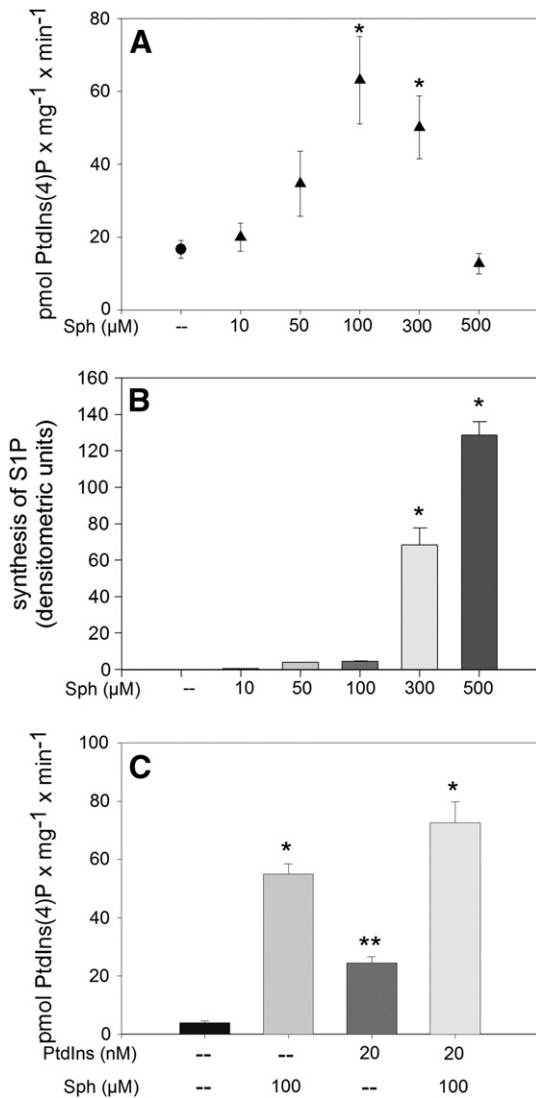 A
pmol PtdIns(4)P x mg-1 x min-1
80
60
40
20
0
*
*
Sph (µM) -- 10 50 100 300 500
B
synthesis of S1P
(densitometric units)
160
140
120
100
80
60
40
20
0
*
*
Sph (µM) -- 10 50 100 300 500
C
pmol PtdIns(4)P x mg-1 x min-1
100
80
60
40
20
0
*
**
*
PtdIns (nM) -- -- 20 20
Sph (µM) -- 100 -- 100